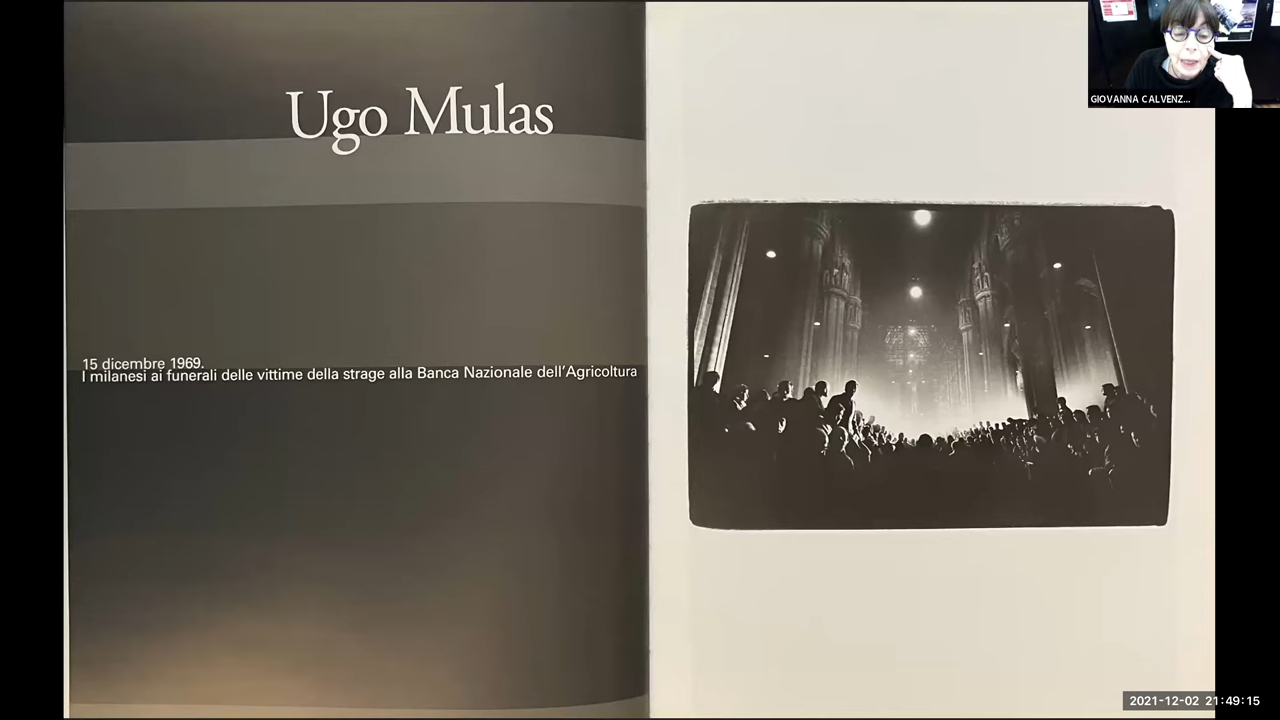 Ugo Mulas
15 dicembre 1969.
I milanesi ai funerali delle vittime della strage alla Banca Nazionale dell'Agricoltura
GIOVANNA CALVENZ...
2021-12-02 21:49:15